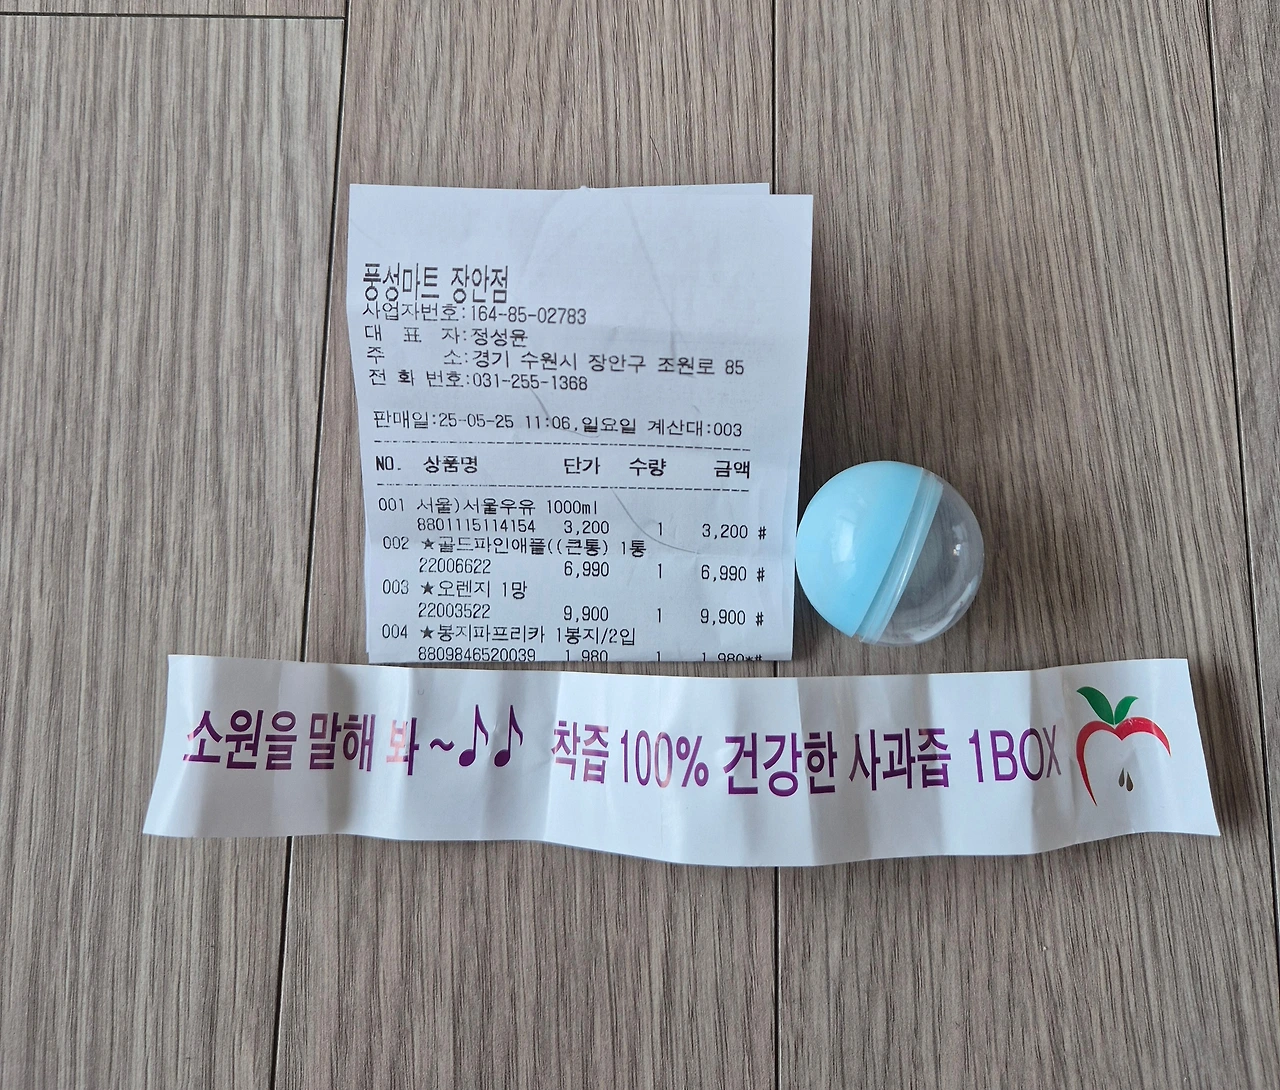 풍성마트 장안점
사업자번호:164-85-02783
대 표 자:정성윤
주 소:경기 수원시 장안구 조원로 85
전 화 번호:031-255-1368
판매일:25-05-25 11:06,일요일 계산대:003
NO. 상품명 단가 수량 금액
001 서울)서울우유 1000ml
8801115114154 3,200 1 3,200 #
002 ★골드파인애플((큰통) 1통
22006622 6,990 1 6,990 #
003 ★오렌지 1망
22003522 9,900 1 9,900 #
004 ★봉지파프리카 1봉지/2입
8809846520039 1,980 1 1,980*#
소원을 말해 봐 ~♪♪ 착즙 100% 건강한 사과즙 1BOX